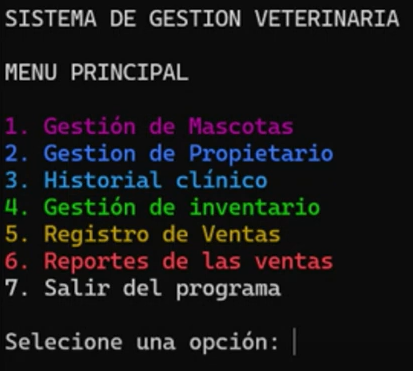 SISTEMA DE GESTION VETERINARIA
MENU PRINCIPAL
1. Gestión de Mascotas
2. Gestion de Propietario
3. Historial clínico
4. Gestión de inventario
5. Registro de Ventas
6. Reportes de las ventas
7. Salir del programa
Selecione una opción: